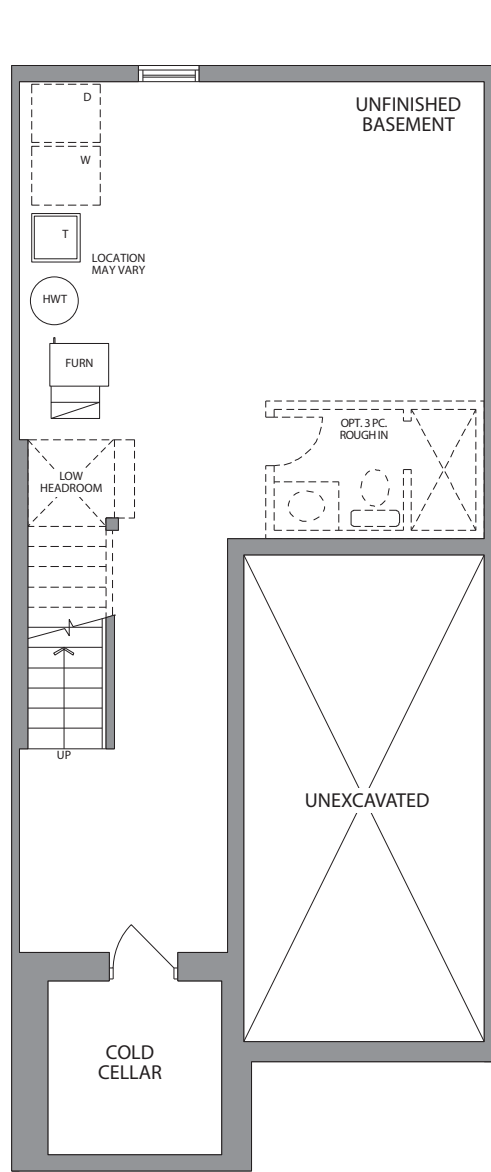 D
UNFINISHED
BASEMENT
W
T
LOCATION
MAY VARY
HWT
FURN
OPT. 3 PC.
ROUGH IN
LOW
HEADROOM
UP
UNEXCAVATED
COLD
CELLAR